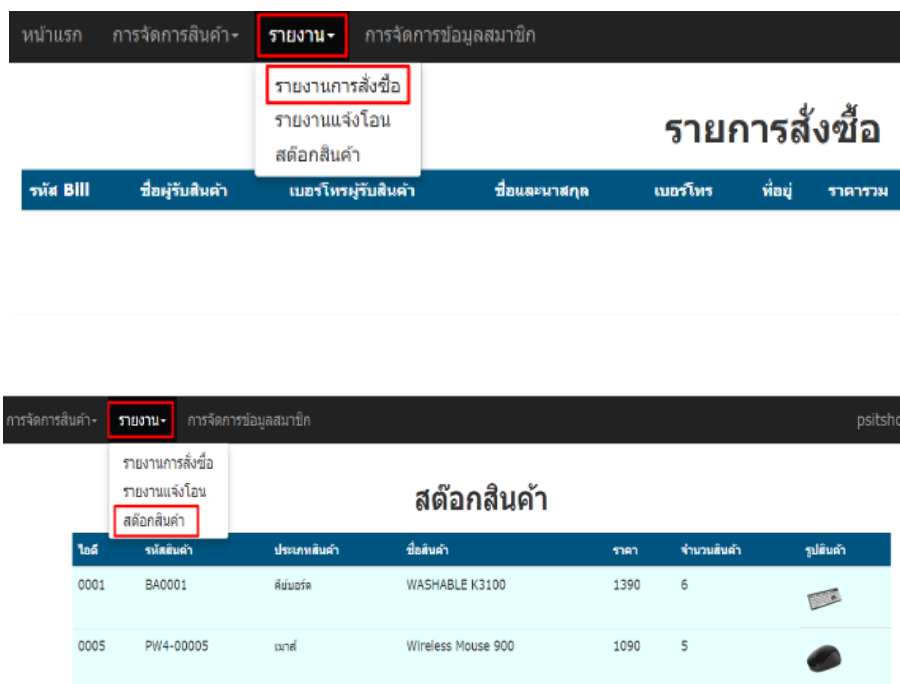 หน้าแรก การจัดการสินค้า รายงาน การจัดการข้อมูลสมาชิก
รายงานการสั่งซื้อ
รายงานแจ้งโอน
สต๊อกสินค้า
รายการสั่งซื้อ
รหัส Bill ชื่อผู้รับสินค้า เบอร์โทรผู้รับสินค้า ชื่อและนาสกุล เบอร์โทร ที่อยู่ ราคารวม
การจัดการสินค้า รายงาน การจัดการข้อมูลสมาชิก psitsho
รายงานการสั่งซื้อ
รายงานแจ้งโอน
สต๊อกสินค้า
สต๊อกสินค้า
ไอดี รหัสสินค้า ประเภทสินค้า ชื่อสินค้า ราคา จำนวนสินค้า รูปสินค้า
0001 BA0001 คีย์บอร์ด WASHABLE K3100 1390 6
0005 PW4-00005 เมาส์ Wireless Mouse 900 1090 5